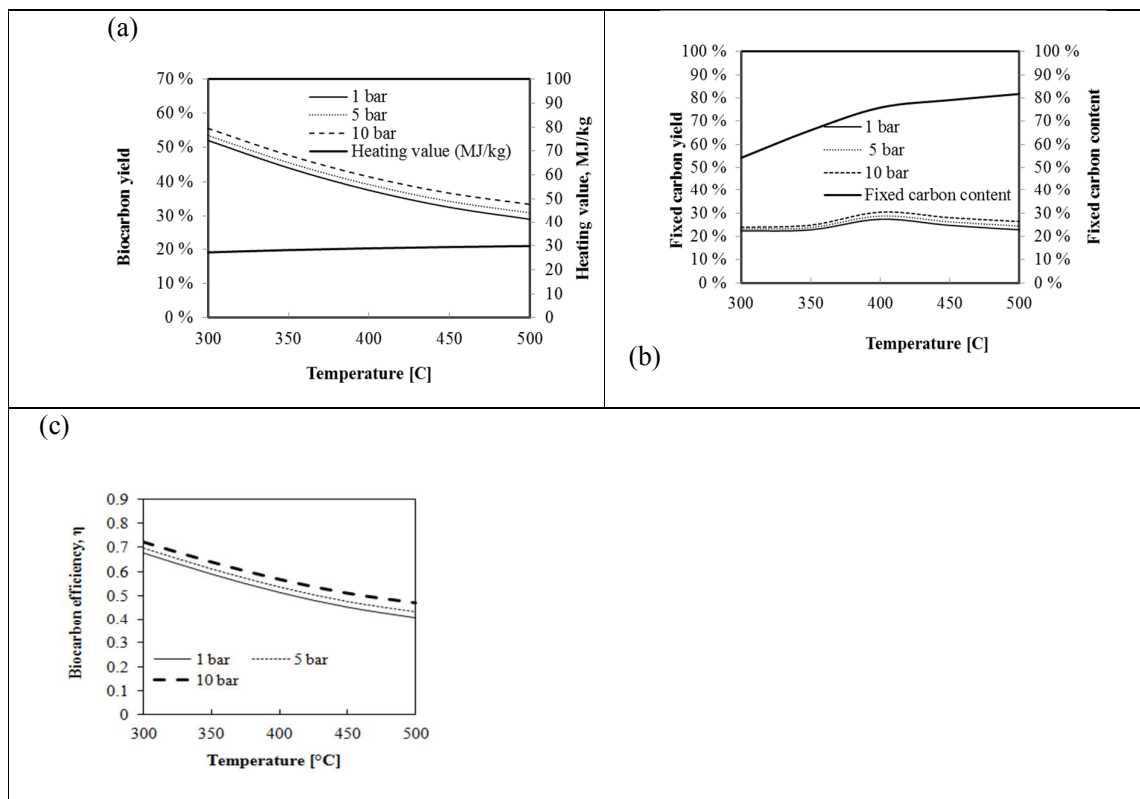 (a)
70 %
60 %
50 %
40 %
30 %
20 %
10 %
0 %
Biocarbon yield
1 bar
5 bar
10 bar
Heating value (MJ/kg)
100
90
80
70
60
50
40
30
20
10
0
Heating value, MJ/kg
300 350 400 450 500
Temperature [C]
100 %
90 %
80 %
70 %
60 %
50 %
40 %
30 %
20 %
10 %
0 %
Fixed carbon yield
1 bar
5 bar
10 bar
Fixed carbon content
100 %
90 %
80 %
70 %
60 %
50 %
40 %
30 %
20 %
10 %
0 %
Fixed carbon content
300 350 400 450 500
Temperature [C]
(b)
(c)
0.9
0.8
0.7
0.6
0.5
0.4
0.3
0.2
0.1
0
Biocarbon efficiency, η
1 bar 5 bar
10 bar
300 350 400 450 500
Temperature [°C]